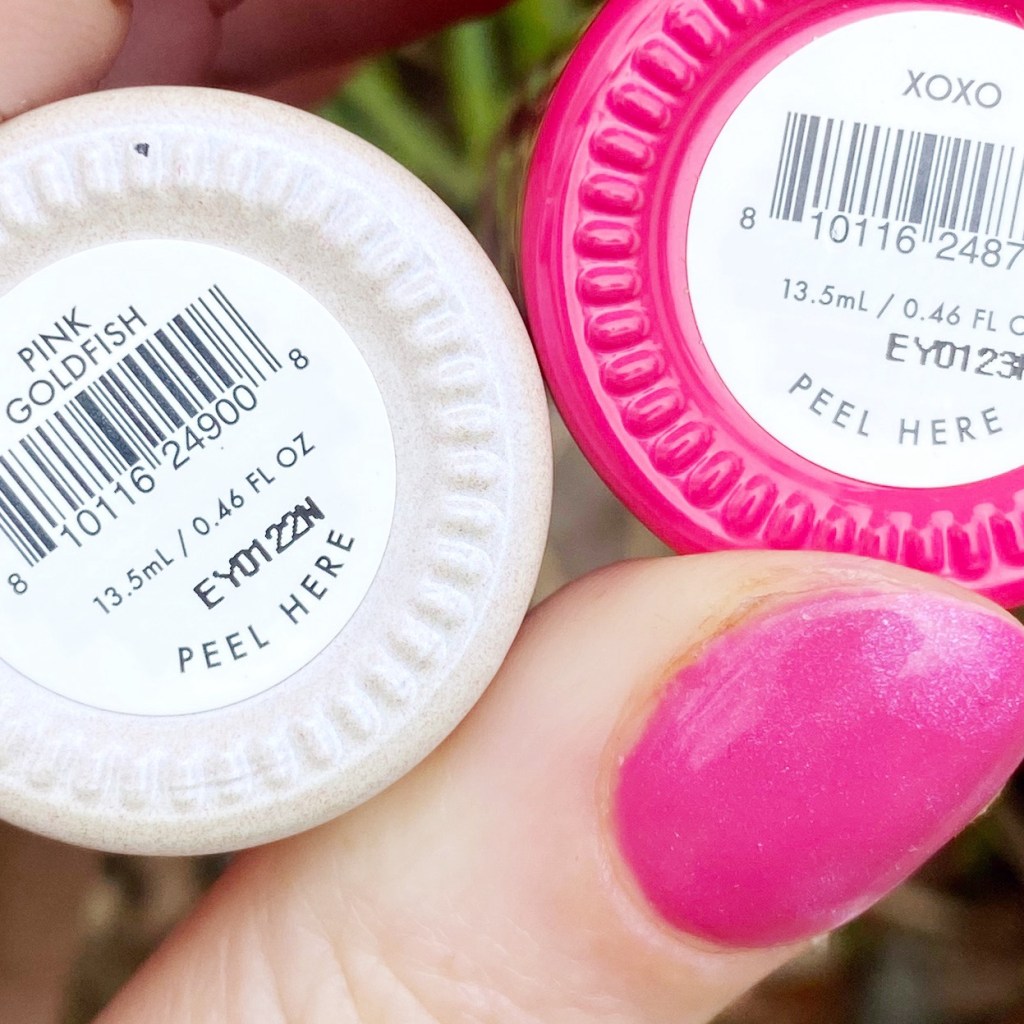 PINK
GOLDFISH
8 10116 24900 8
13.5mL / 0.46 FL OZ
EY0122N
PEEL HERE
XOXO
8 10116 2487
13.5mL / 0.46 FL
EY0123
PEEL HERE